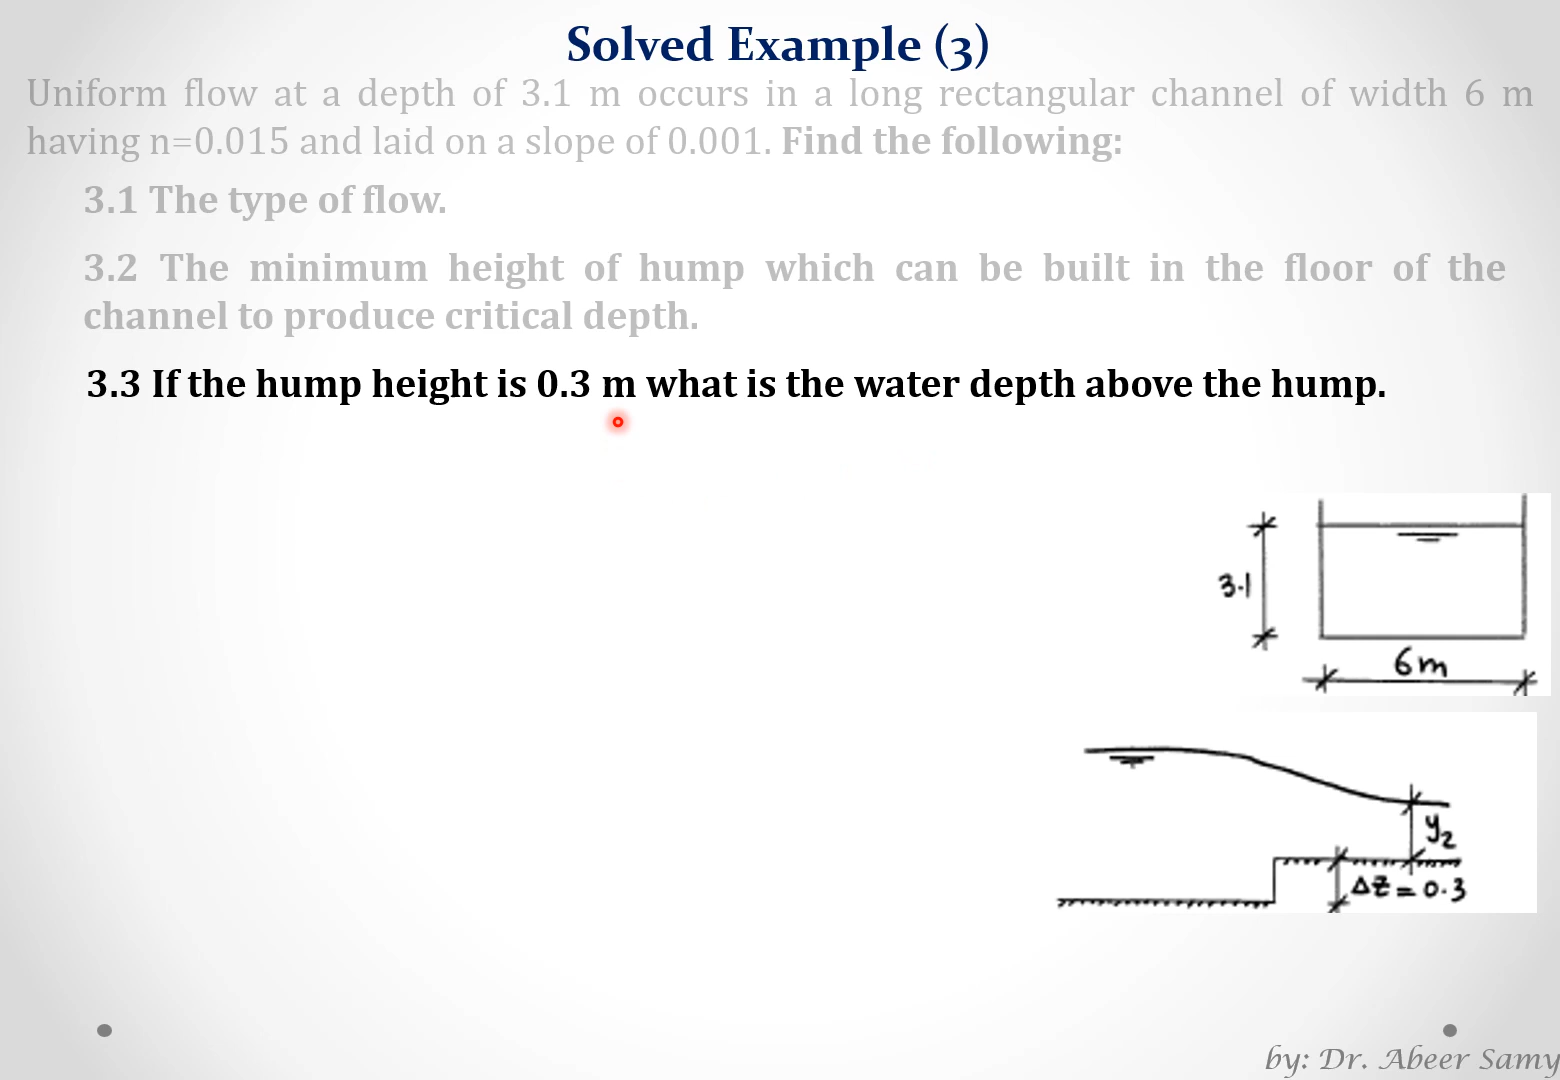 Solved Example (3)
Uniform flow at a depth of 3.1 m occurs in a long rectangular channel of width 6 m
having n=0.015 and laid on a slope of 0.001. Find the following:
3.1 The type of flow.
3.2 The minimum height of hump which can be built in the floor of the
channel to produce critical depth.
3.3 If the hump height is 0.3 m what is the water depth above the hump.
3.1
6m
y2
ΔZ = 0.3
by: Dr. Abeer Samy